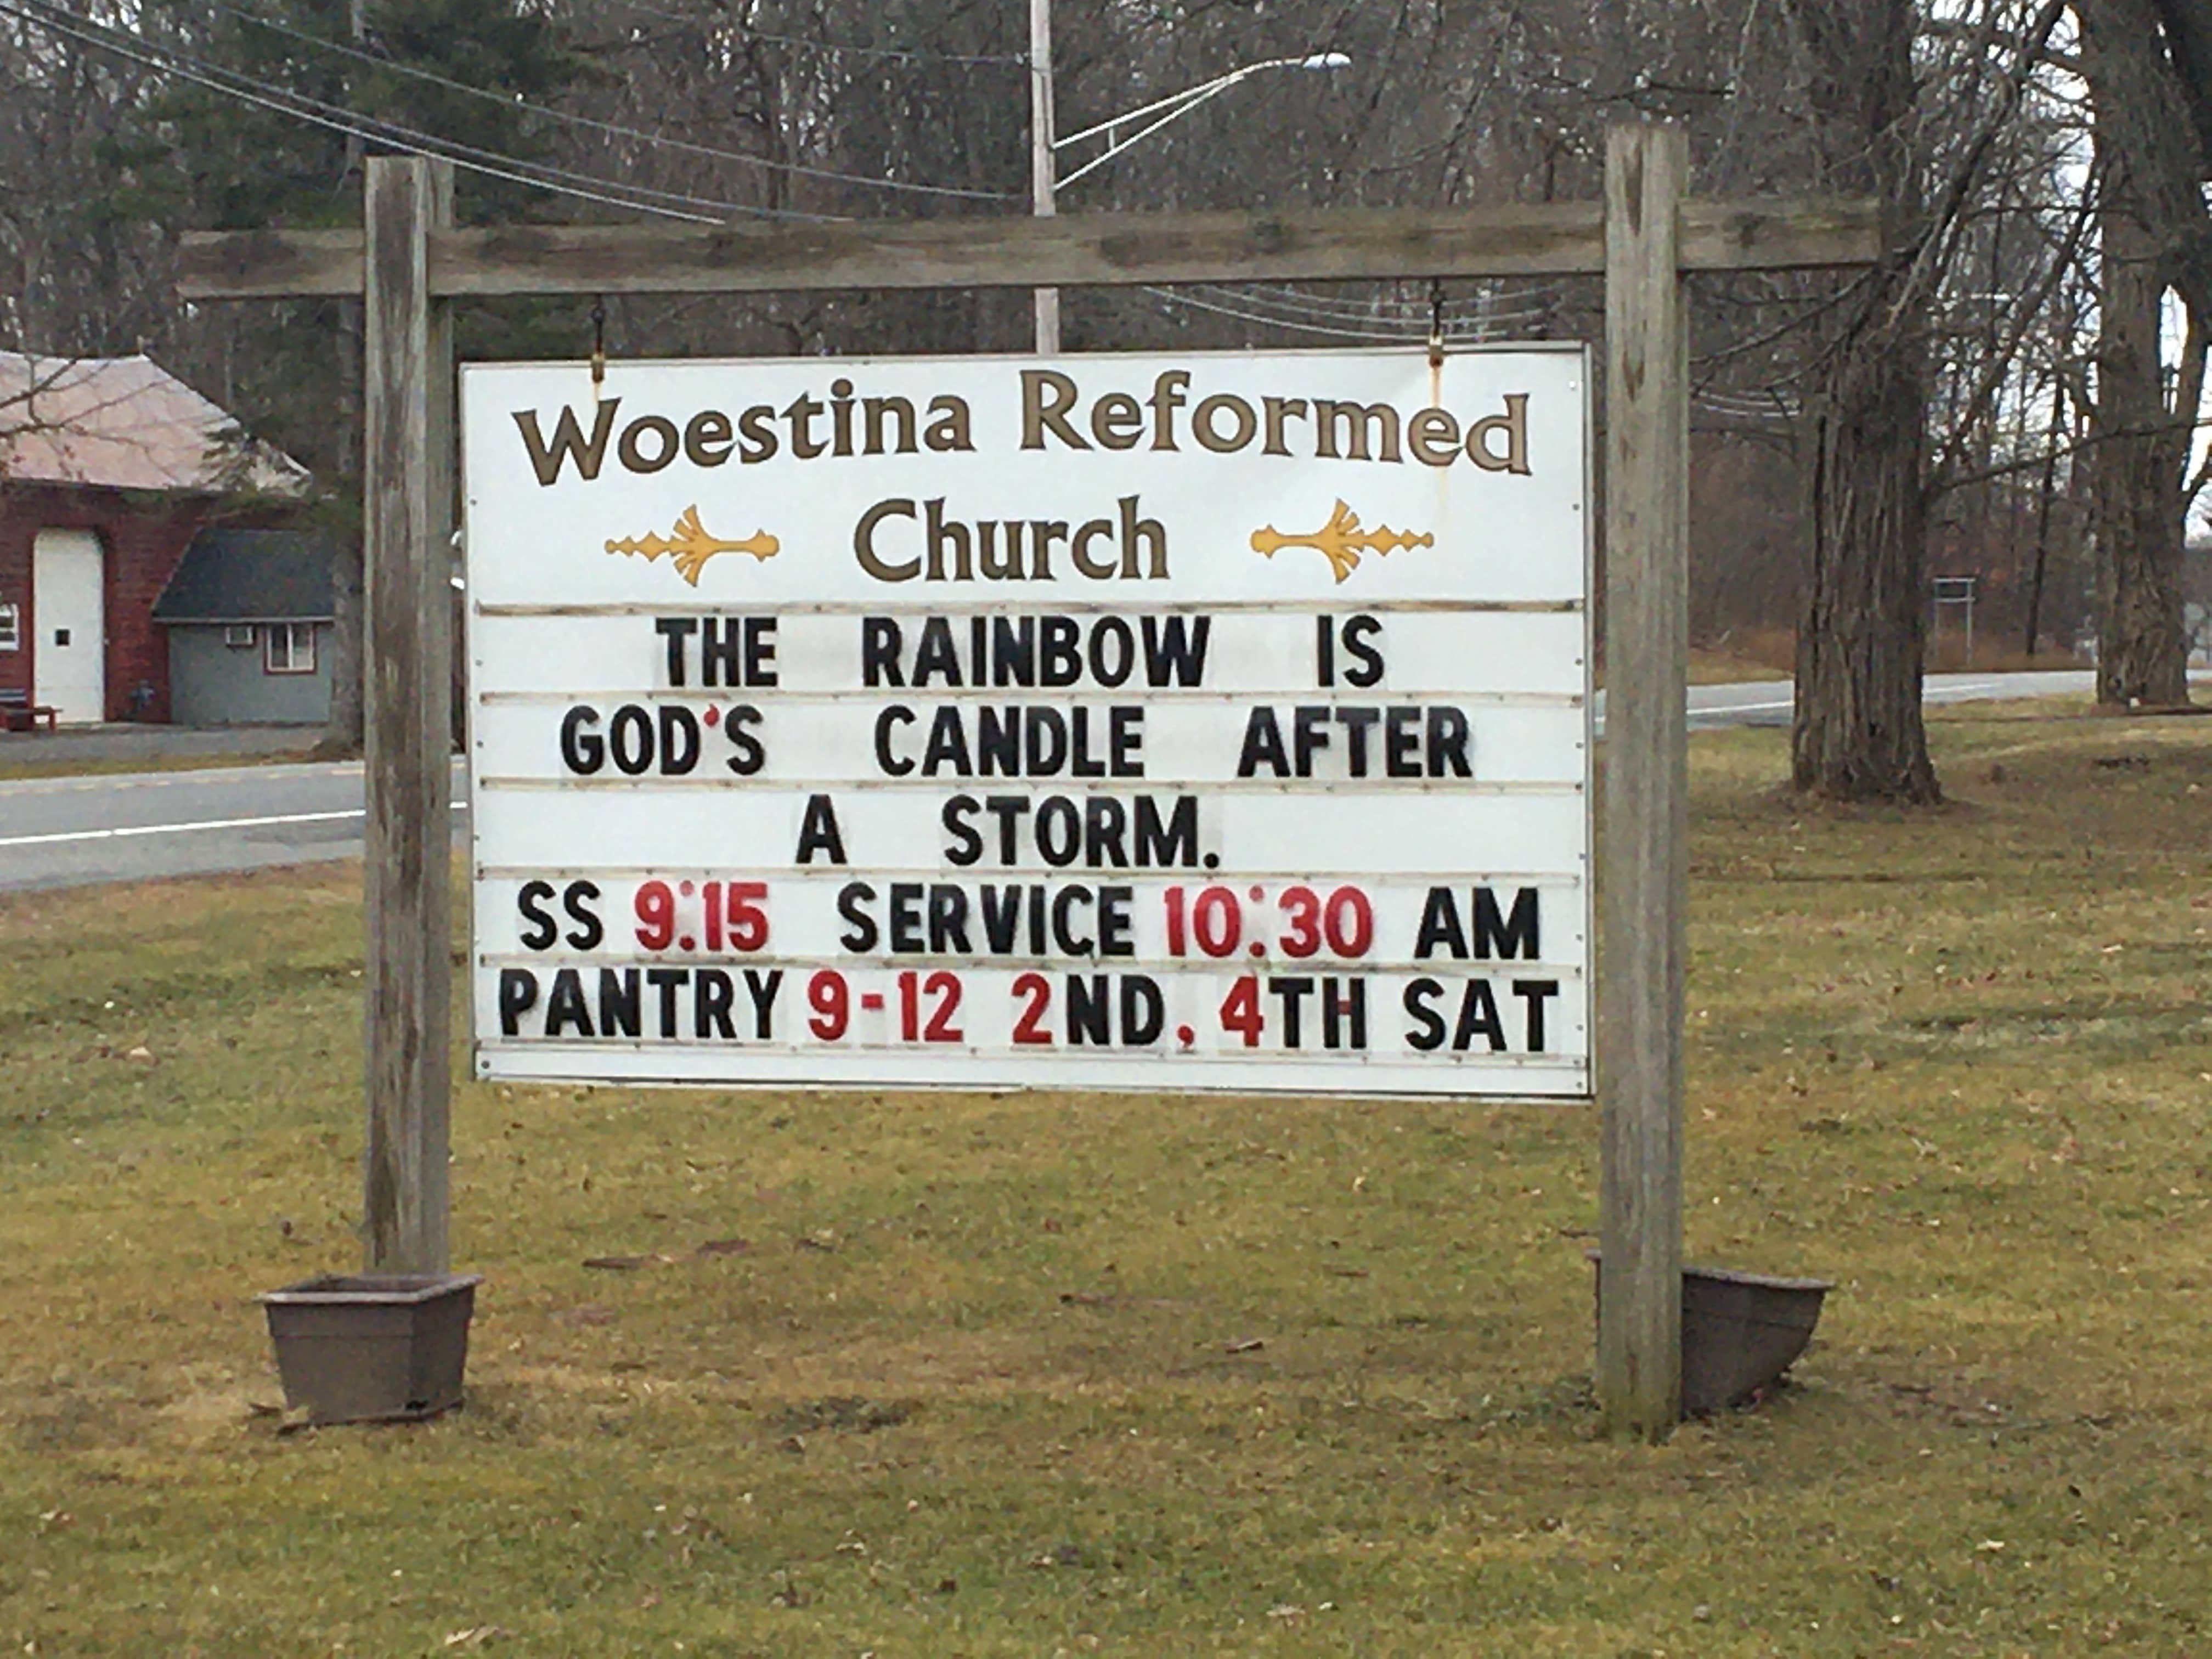 Woestina Reformed
Church
THE RAINBOW IS
GOD'S CANDLE AFTER
A STORM.
SS 9:15 SERVICE 10:30 AM
PANTRY 9-12 2ND, 4TH SAT